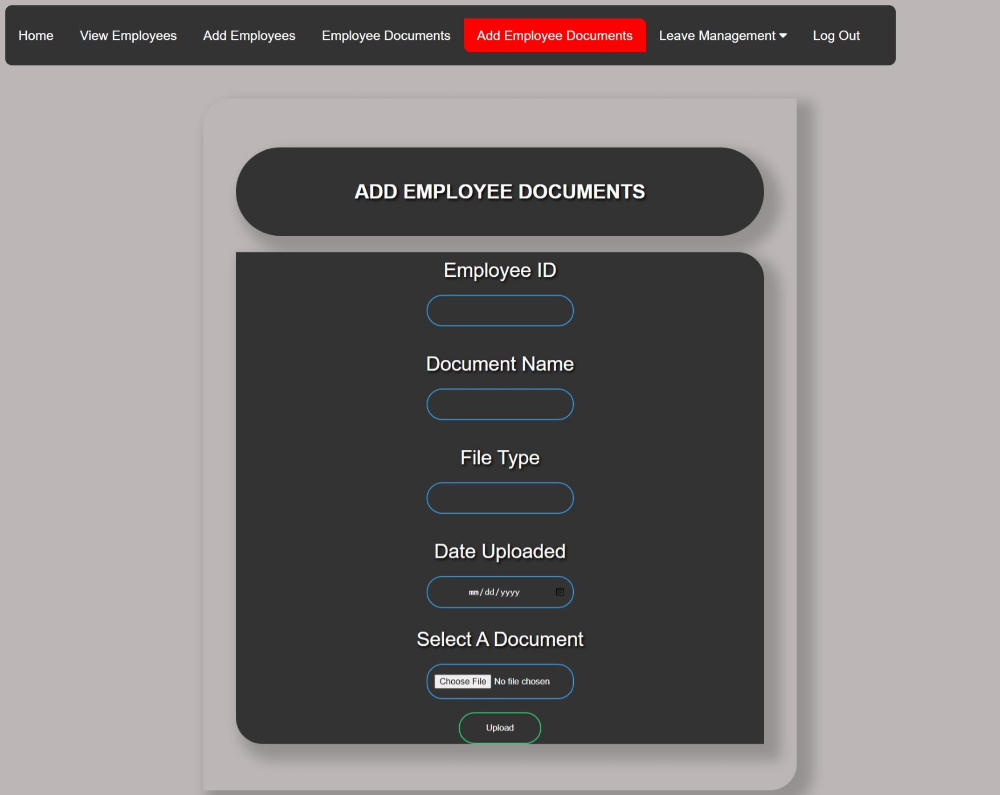 Home View Employees Add Employees Employee Documents Add Employee Documents Leave Management Log Out
ADD EMPLOYEE DOCUMENTS
Employee ID
Document Name
File Type
Date Uploaded
mm/dd/yyyy
Select A Document
Choose File No file chosen
Upload